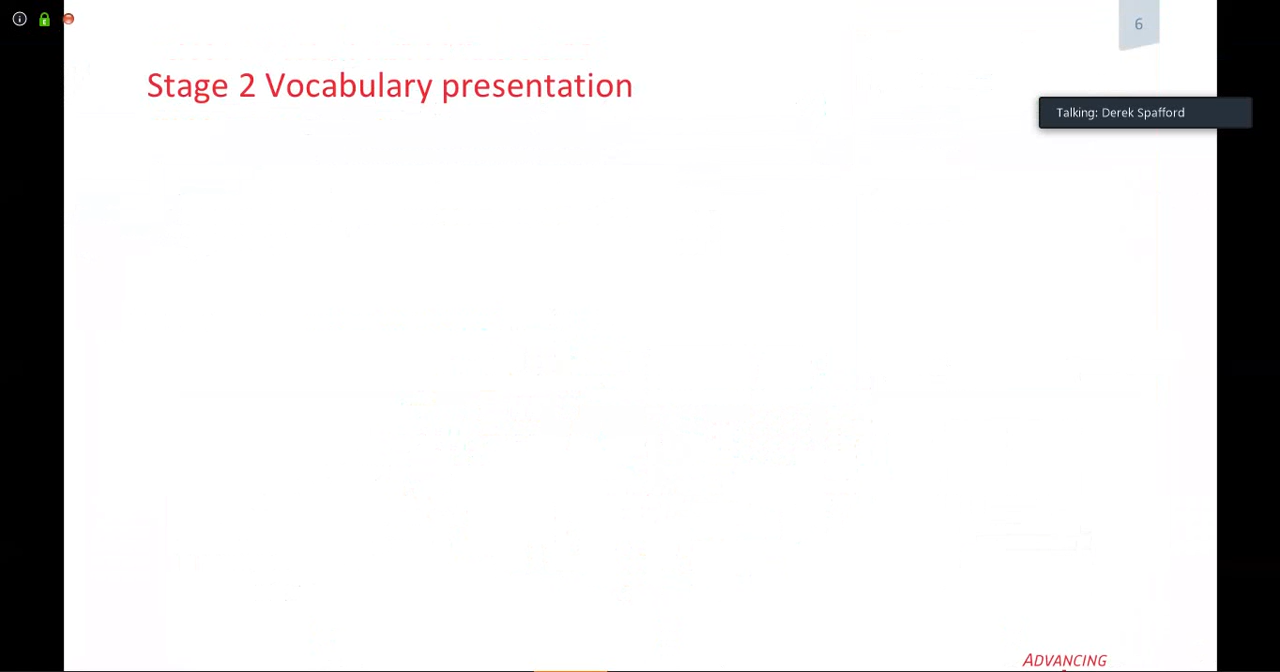 6
Stage 2 Vocabulary presentation
Talking: Derek Spafford
ADVANCING